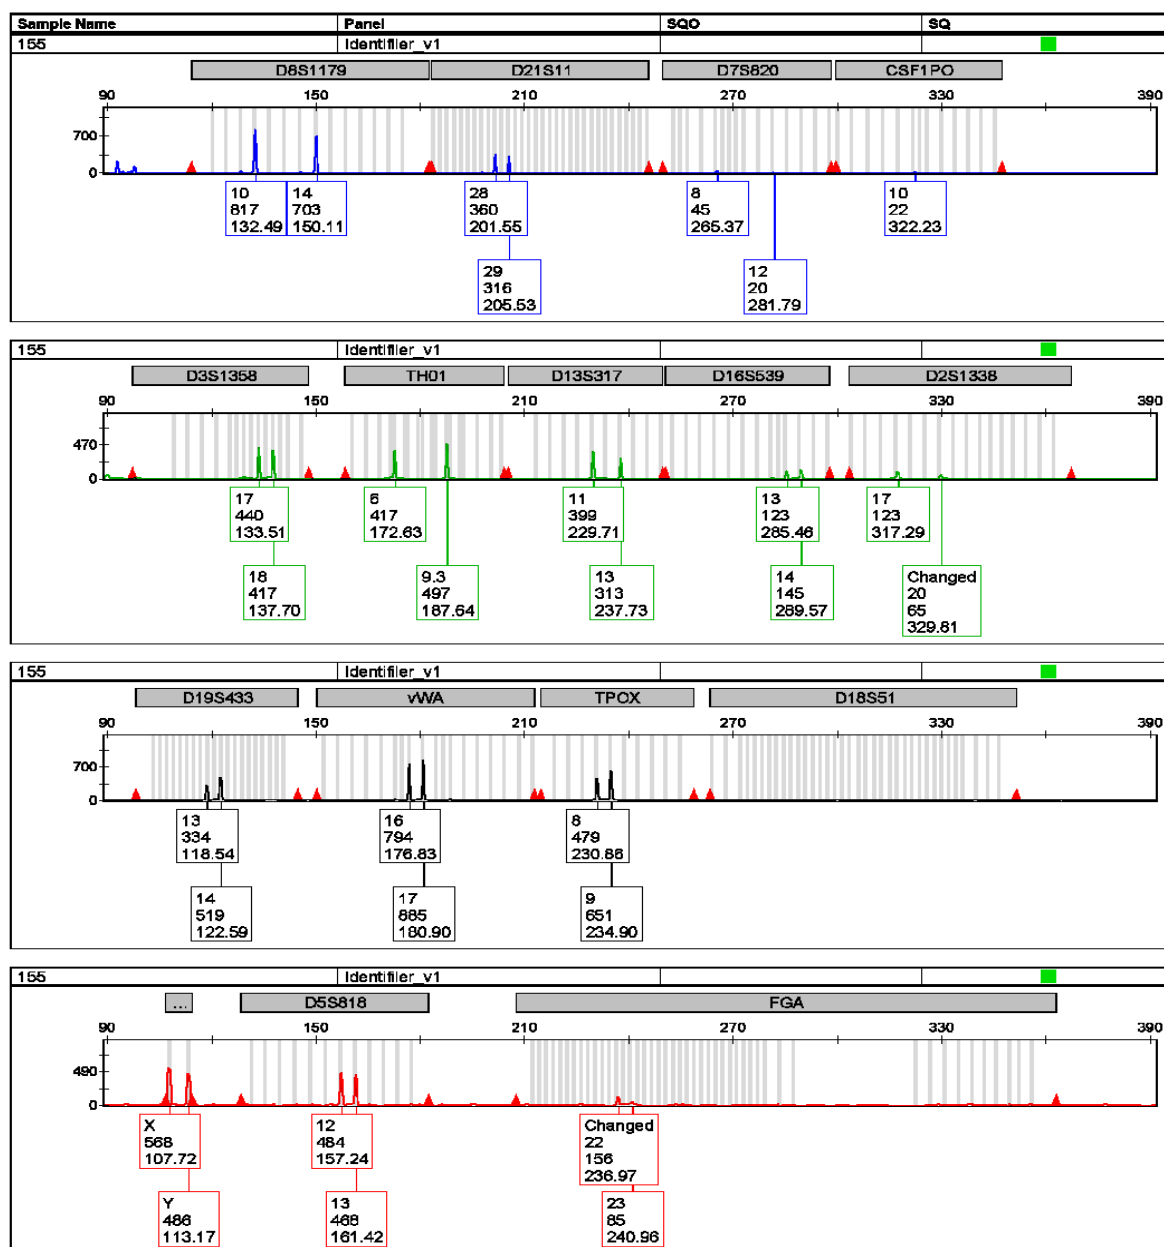 Sample Name Panel SQO SQ
155 Identifiler_v1
D8S1179 D21S11 D7S820 CSF1PO
90 150 210 270 330 390
700
0
10 14 28 8 10
817 703 360 45 22
132.49 150.11 201.55 265.37 322.23
29 12
316 20
205.53 281.79
155 Identifiler_v1
D3S1358 TH01 D13S317 D16S539 D2S1338
90 150 210 270 330 390
470
0
17 6 11 13 17
440 417 399 123 123
133.51 172.63 229.71 285.46 317.29
18 9.3 13 14 Changed
417 497 313 145 20
137.70 187.64 237.73 289.57 65
329.81
155 Identifiler_v1
D19S433 vWA TPOX D18S51
90 150 210 270 330 390
700
0
13 16 8
334 794 479
118.54 176.83 230.86
14 17 9
519 885 651
122.59 180.90 234.90
155 Identifiler_v1
... D5S818 FGA
90 150 210 270 330 390
490
0
X 12 Changed
568 484 22
107.72 157.24 156
236.97
Y 13 23
486 468 85
113.17 161.42 240.96